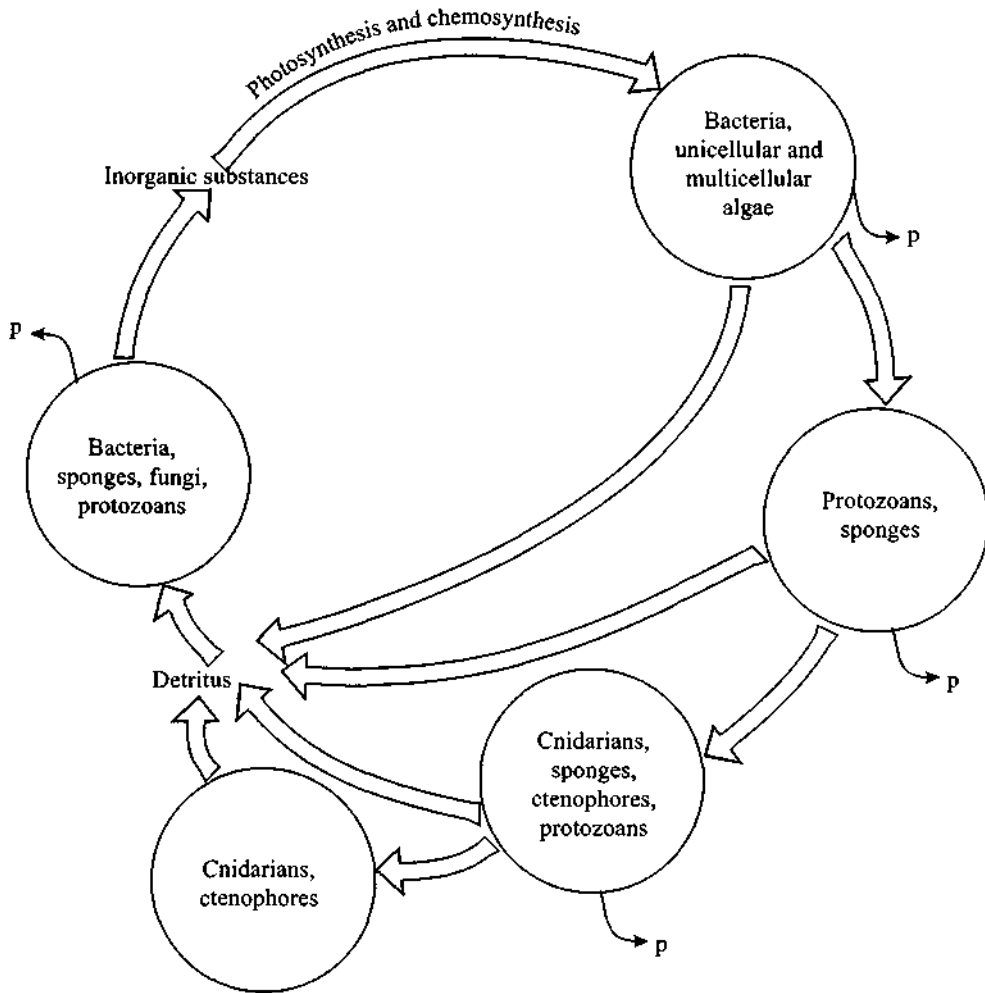 Photosynthesis and chemosynthesis
Bacteria,
unicellular and
multicellular
algae
Inorganic substances
p
p
Bacteria,
sponges, fungi,
protozoans
Protozoans,
sponges
Detritus
p
Cnidarians,
sponges,
ctenophores,
protozoans
Cnidarians,
ctenophores
p